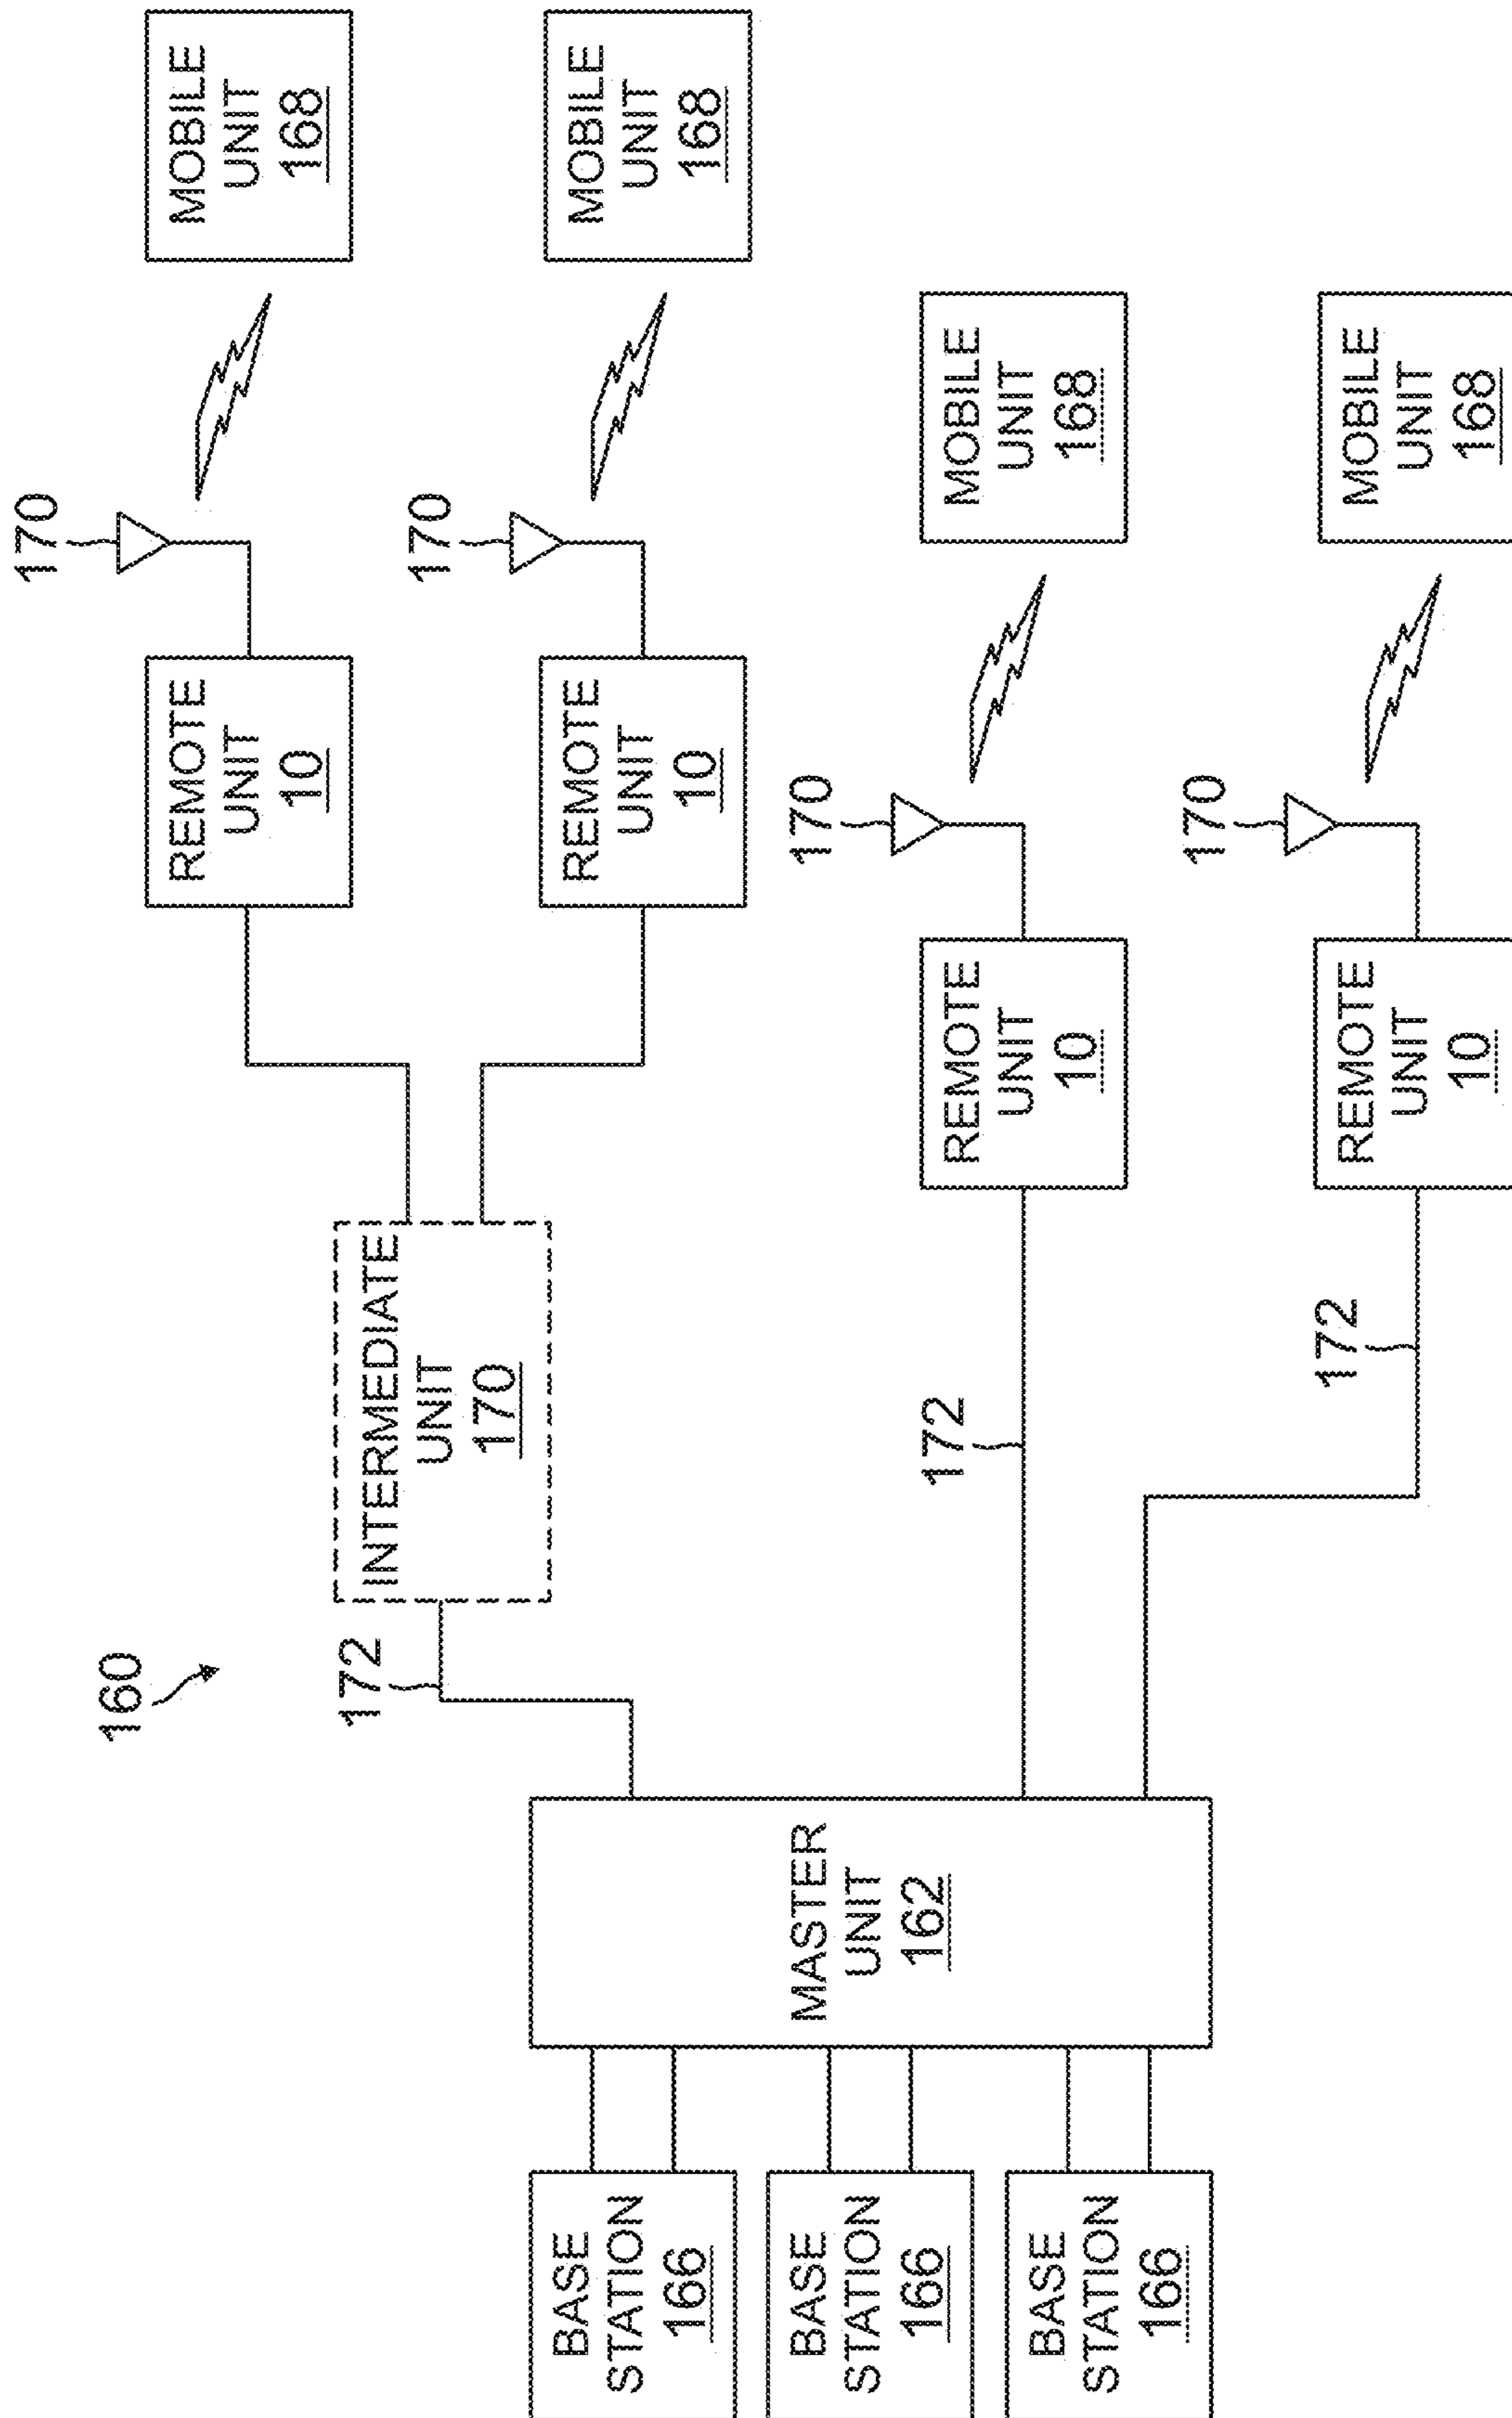 160
BASE
STATION
166
BASE
STATION
166
BASE
STATION
166
MASTER
UNIT
162
172
172
172
INTERMEDIATE
UNIT
170
REMOTE
UNIT
10
170
MOBILE
UNIT
168
REMOTE
UNIT
10
170
MOBILE
UNIT
168
REMOTE
UNIT
10
170
MOBILE
UNIT
168
REMOTE
UNIT
10
170
MOBILE
UNIT
168